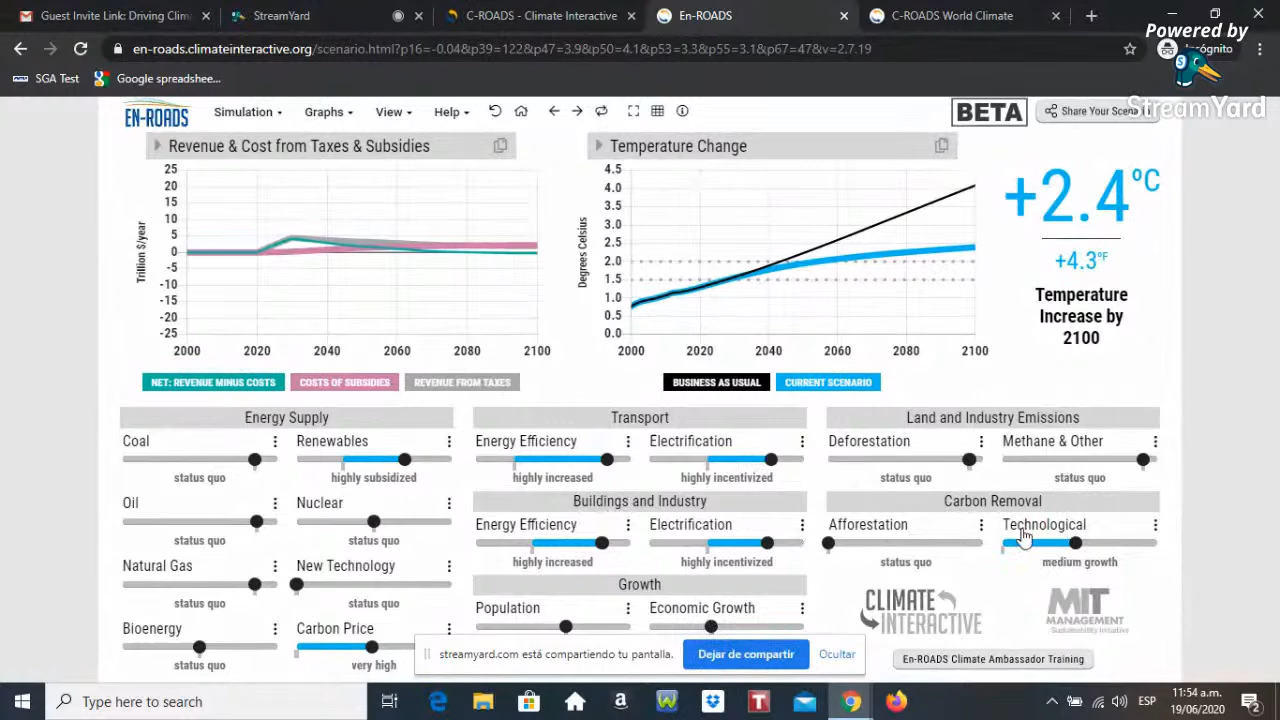 Guest Invite Link: Driving Clim
StreamYard
C-ROADS - Climate Interactive
En-ROADS
C-ROADS World Climate
Powered by
en-roads.climateinteractive.org/scenario.html?p16=-0.04&p39=122&p47=3.98&p50=4.1&p53=3.3&p55=3.1&p67=47&v=2.7.19
Incógnito
SGA Test
Google spreadshee...
StreamYard
EN-ROADS
Simulation
Graphs
View
Help
BETA
Share Your Scenario
Revenue & Cost from Taxes & Subsidies
Temperature Change
Trillion $/year
25
20
15
10
5
0
-5
-10
-15
-20
-25
2000 2020 2040 2060 2080 2100
Degrees Celsius
4.5
4.0
3.5
3.0
2.5
2.0
1.5
1.0
0.5
0.0
2000 2020 2040 2060 2080 2100
+2.4ºC
+4.3ºF
Temperature
Increase by
2100
NET: REVENUE MINUS COSTS
COSTS OF SUBSIDIES
REVENUE FROM TAXES
BUSINESS AS USUAL
CURRENT SCENARIO
Energy Supply
Coal
status quo
Renewables
highly subsidized
Oil
status quo
Nuclear
status quo
Natural Gas
status quo
New Technology
status quo
Bioenergy
status quo
Carbon Price
very high
Transport
Energy Efficiency
highly increased
Electrification
highly incentivized
Buildings and Industry
Energy Efficiency
highly increased
Electrification
highly incentivized
Growth
Population
Economic Growth
Land and Industry Emissions
Deforestation
status quo
Methane & Other
status quo
Carbon Removal
Afforestation
status quo
Technological
medium growth
CLIMATE
INTERACTIVE
MIT
MANAGEMENT
Sustainability Initiative
En-ROADS Climate Ambassador Training
streamyard.com está compartiendo tu pantalla.
Dejar de compartir
Ocultar
Type here to search
ESP
11:54 a.m.
19/06/2020
2